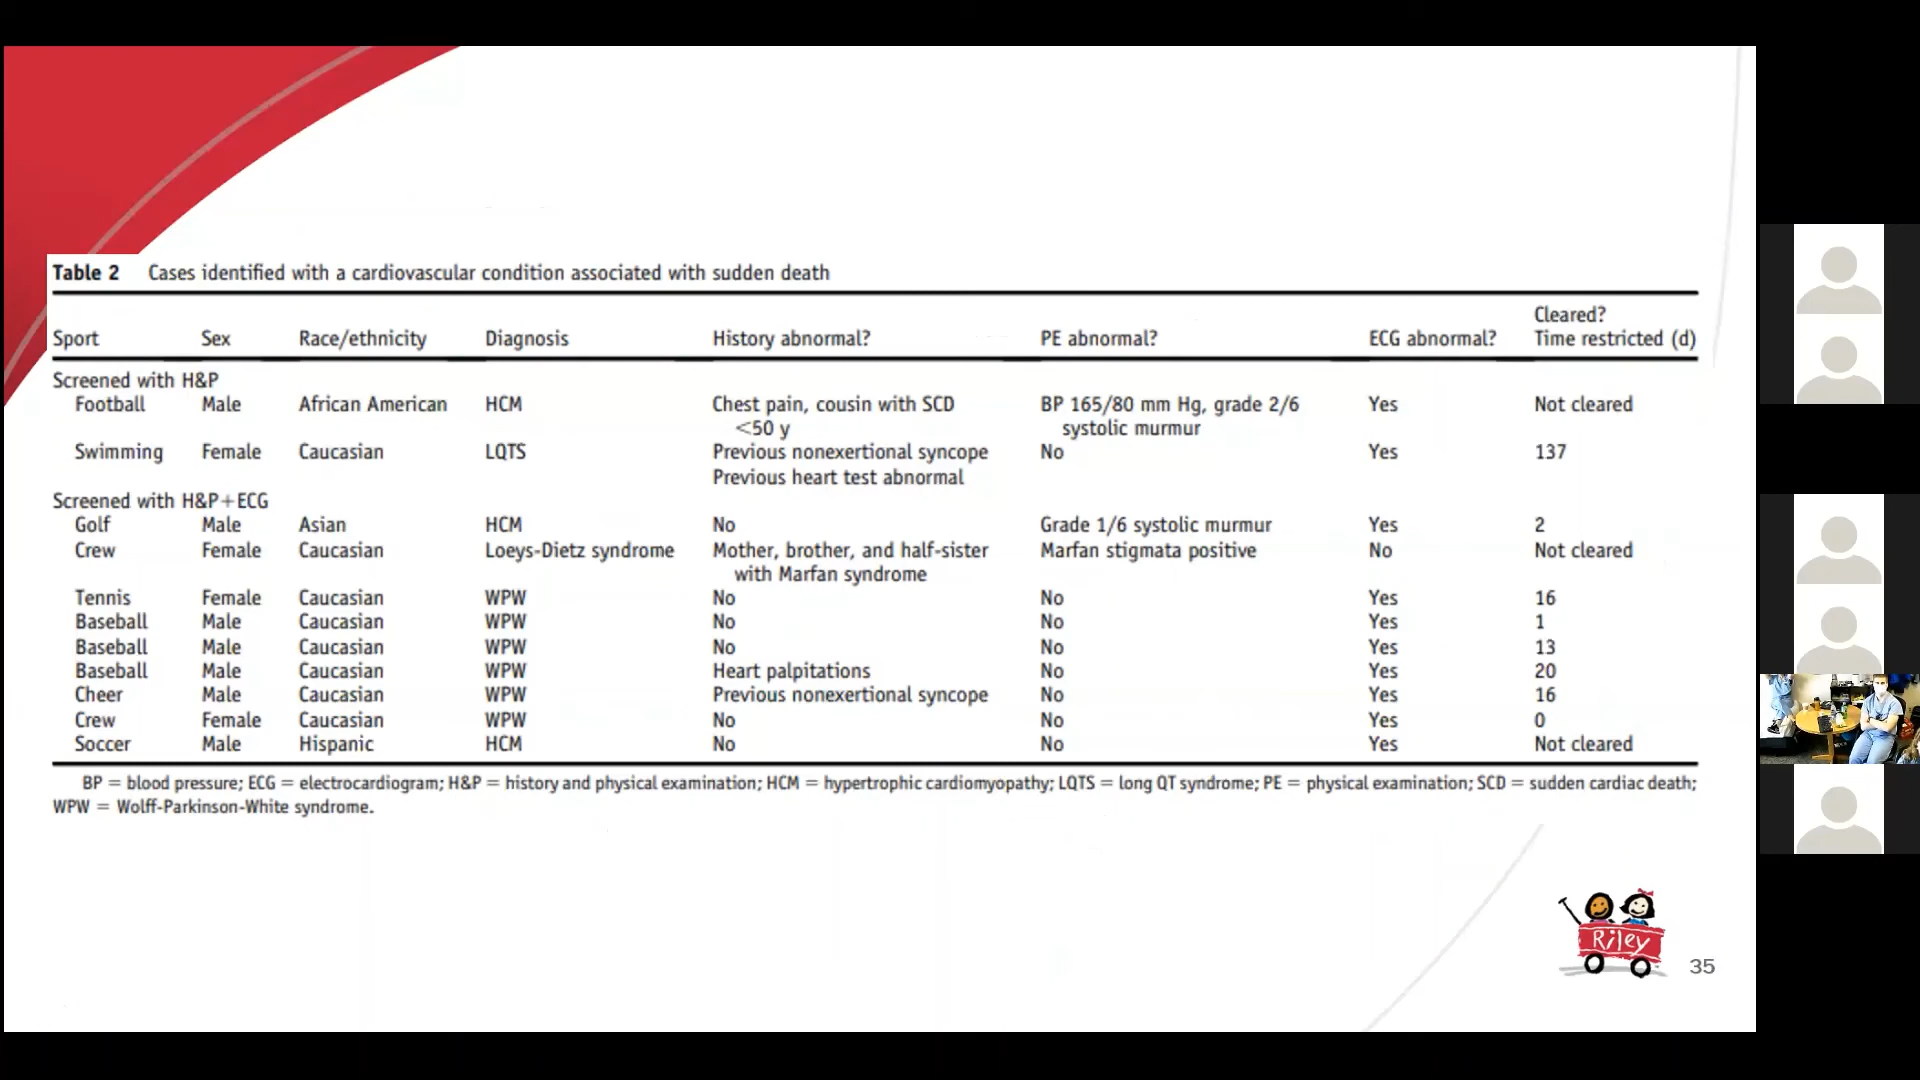 Table 2 Cases identified with a cardiovascular condition associated with sudden death
Cleared?
Sport Sex Race/ethnicity Diagnosis History abnormal? PE abnormal? ECG abnormal? Time restricted (d)
Screened with H&P
Football Male African American HCM Chest pain, cousin with SCD BP 165/80 mm Hg, grade 2/6 Yes Not cleared
<50 y systolic murmur
Swimming Female Caucasian LQTS Previous nonexertional syncope No Yes 137
Previous heart test abnormal
Screened with H&P+ECG
Golf Male Asian HCM No Grade 1/6 systolic murmur Yes 2
Crew Female Caucasian Loeys-Dietz syndrome Mother, brother, and half-sister Marfan stigmata positive No Not cleared
with Marfan syndrome
Tennis Female Caucasian WPW No No Yes 16
Baseball Male Caucasian WPW No No Yes 1
Baseball Male Caucasian WPW No No Yes 13
Baseball Male Caucasian WPW Heart palpitations No Yes 20
Cheer Male Caucasian WPW Previous nonexertional syncope No Yes 16
Crew Female Caucasian WPW No No Yes 0
Soccer Male Hispanic HCM No No Yes Not cleared
BP = blood pressure; ECG = electrocardiogram; H&P = history and physical examination; HCM = hypertrophic cardiomyopathy; LQTS = long QT syndrome; PE = physical examination; SCD = sudden cardiac death;
WPW = Wolff-Parkinson-White syndrome.
Riley
35